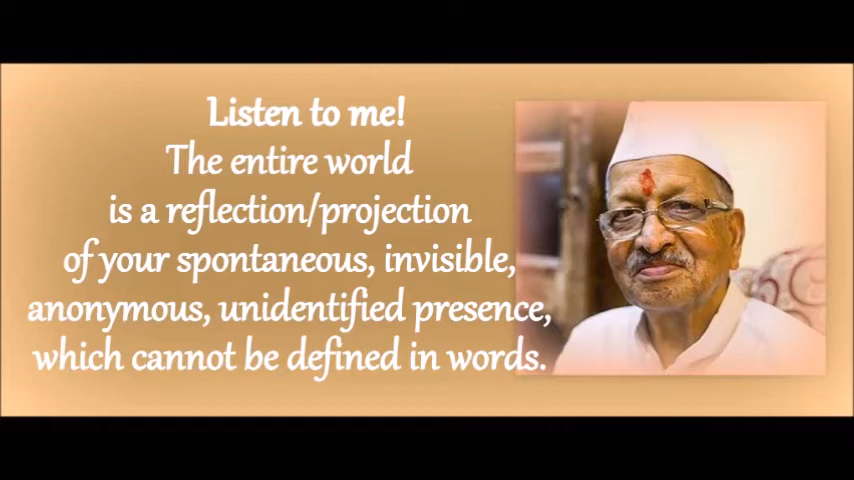 Listen to me!
The entire world
is a reflection/projection
of your spontaneous, invisible,
anonymous, unidentified presence,
which cannot be defined in words.